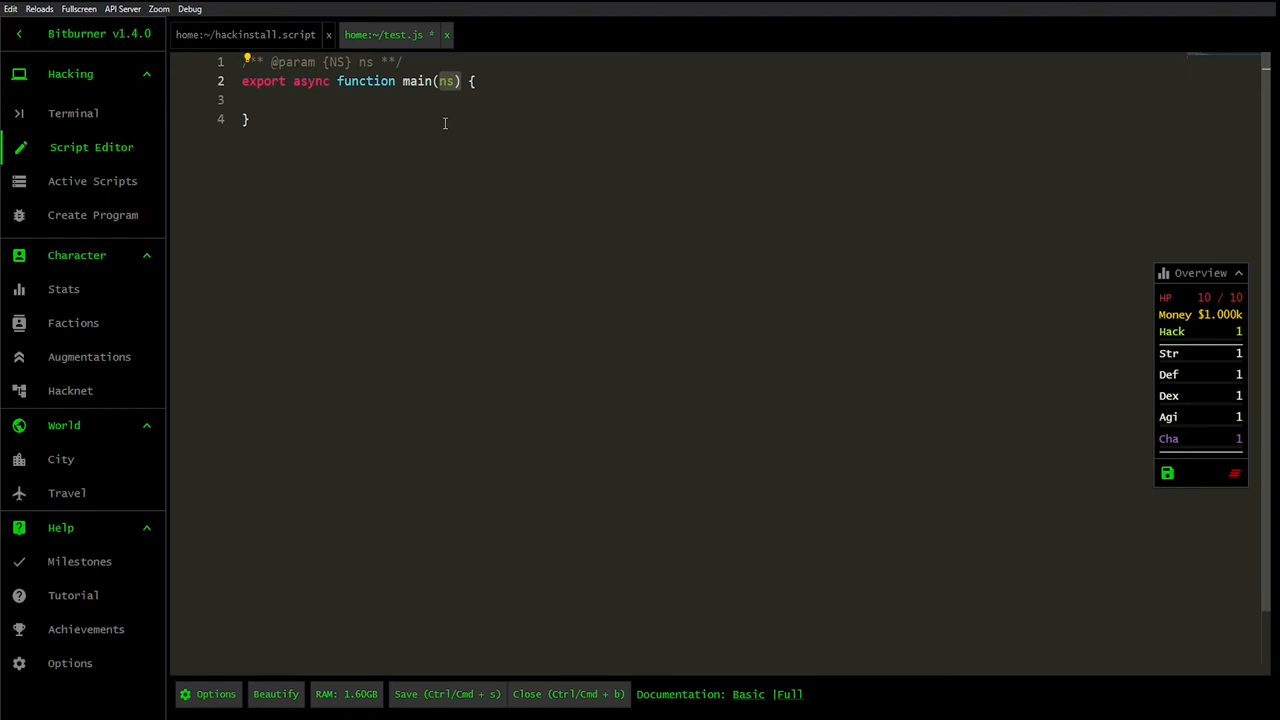 Edit Reloads Fullscreen API Server Zoom Debug
Bitburner v1.4.0
Hacking
Terminal
Script Editor
Active Scripts
Create Program
Character
Stats
Factions
Augmentations
Hacknet
World
City
Travel
Help
Milestones
Tutorial
Achievements
Options
home:~/hackinstall.script x home:~/test.js * x
1 /** @param {NS} ns **/
2 export async function main(ns) {
3
4 }
Overview
HP 10 / 10
Money $1.000k
Hack 1
Str 1
Def 1
Dex 1
Agi 1
Cha 1
Options Beautify RAM: 1.60GB Save (Ctrl/Cmd + s) Close (Ctrl/Cmd + b) Documentation: Basic |Full